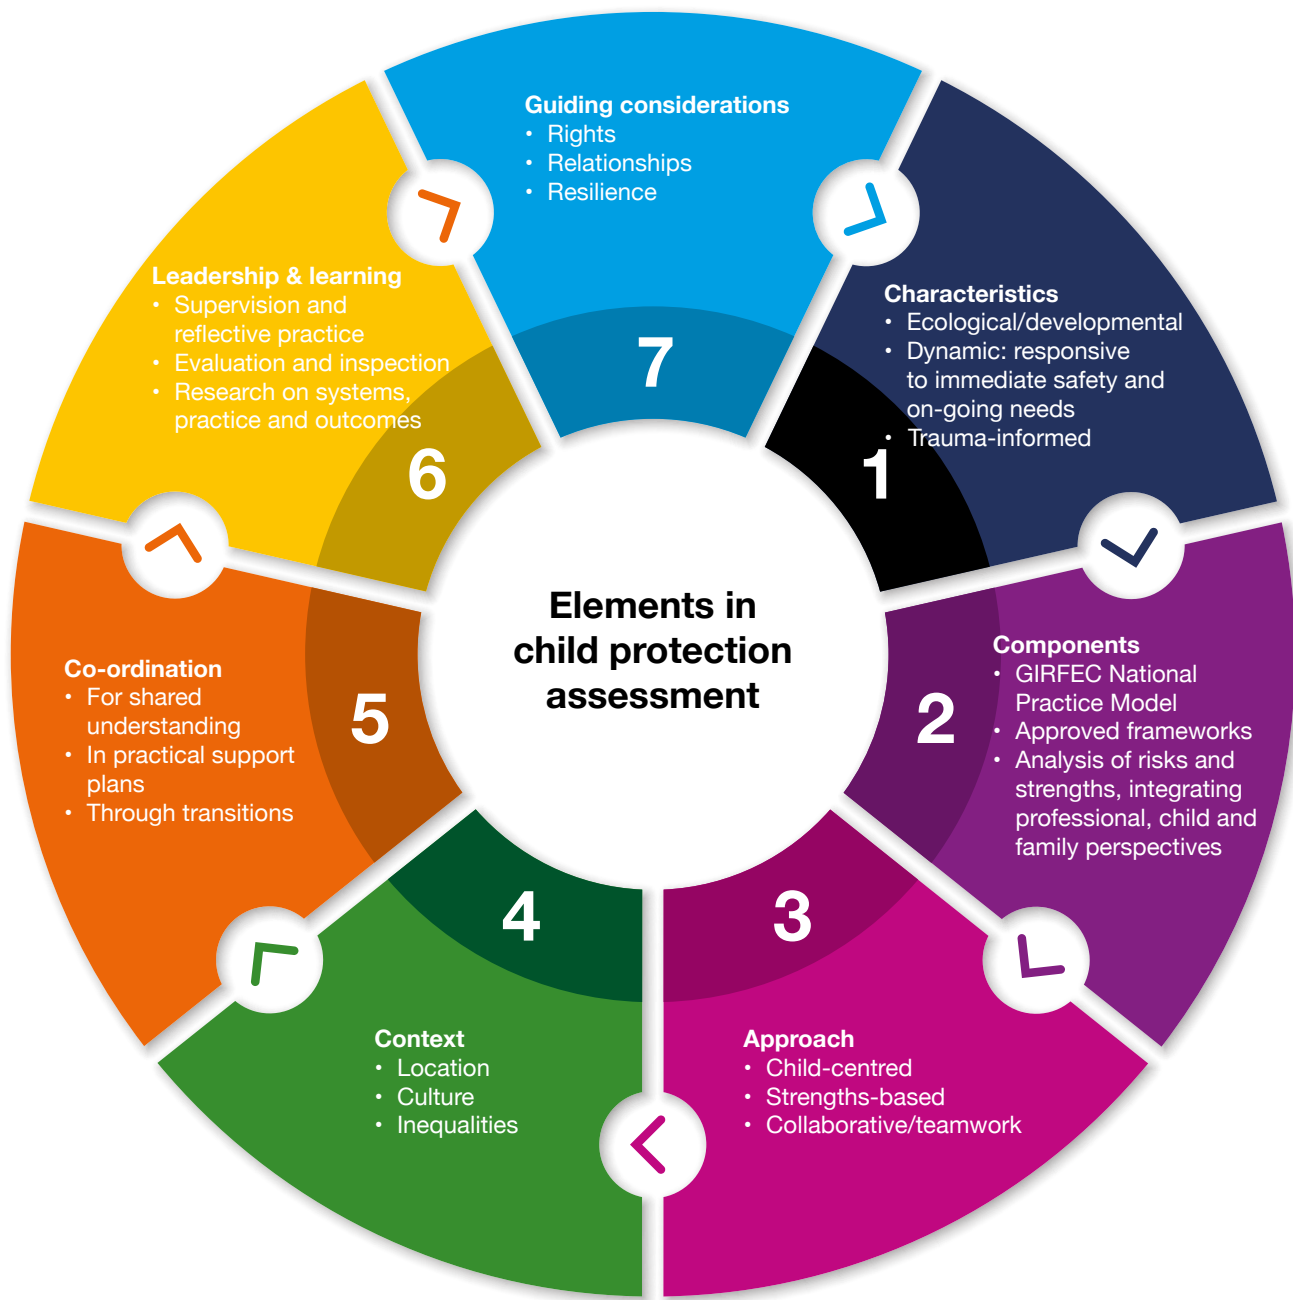 Guiding considerations
• Rights
• Relationships
• Resilience
7
Characteristics
• Ecological/developmental
• Dynamic: responsive
to immediate safety and
on-going needs
• Trauma-informed
1
Components
• GIRFEC National
Practice Model
• Approved frameworks
• Analysis of risks and
strengths, integrating
professional, child and
family perspectives
2
Approach
• Child-centred
• Strengths-based
• Collaborative/teamwork
3
Context
• Location
• Culture
• Inequalities
4
Co-ordination
• For shared
understanding
• In practical support
plans
• Through transitions
5
Leadership & learning
• Supervision and
reflective practice
• Evaluation and inspection
• Research on systems,
practice and outcomes
6
Elements in
child protection
assessment